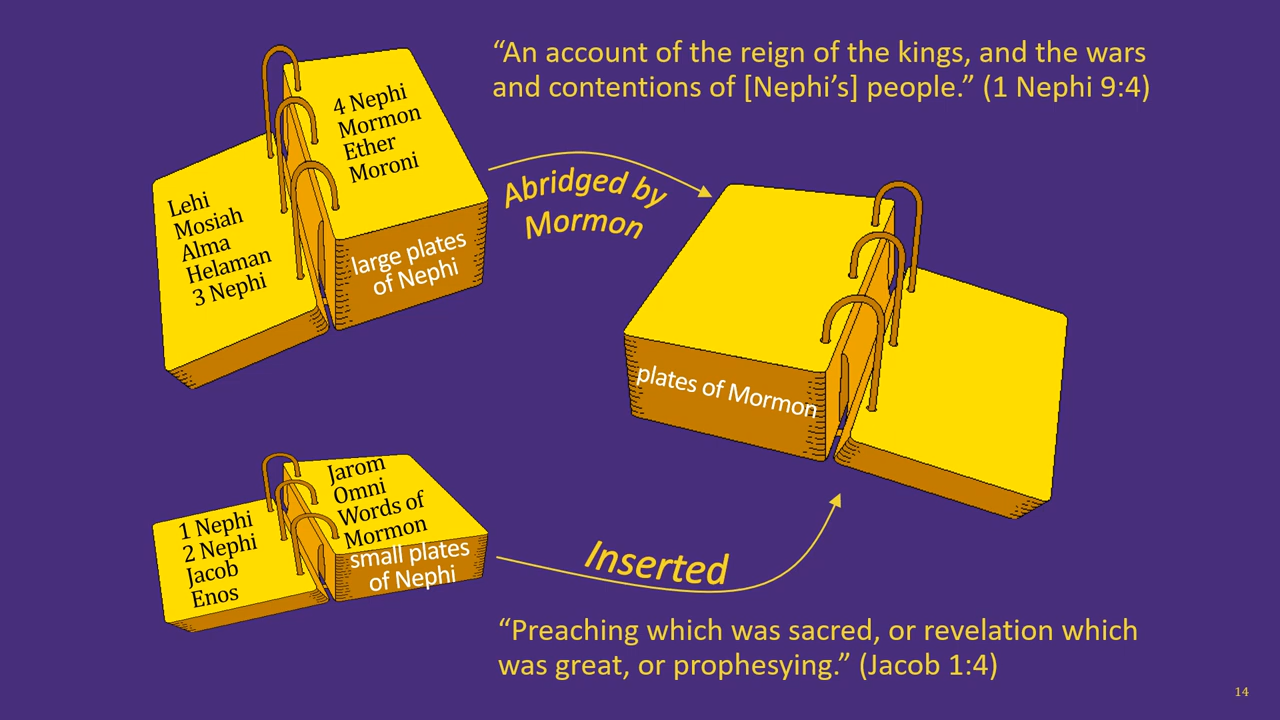 “An account of the reign of the kings, and the wars
and contentions of [Nephi’s] people.” (1 Nephi 9:4)
Lehi
Mosiah
Alma
Helaman
3 Nephi
4 Nephi
Mormon
Ether
Moroni
large plates
of Nephi
Abridged by
Mormon
plates of Mormon
1 Nephi
2 Nephi
Jacob
Enos
Jarom
Omni
Words of
Mormon
small plates
of Nephi
Inserted
“Preaching which was sacred, or revelation which
was great, or prophesying.” (Jacob 1:4)
14